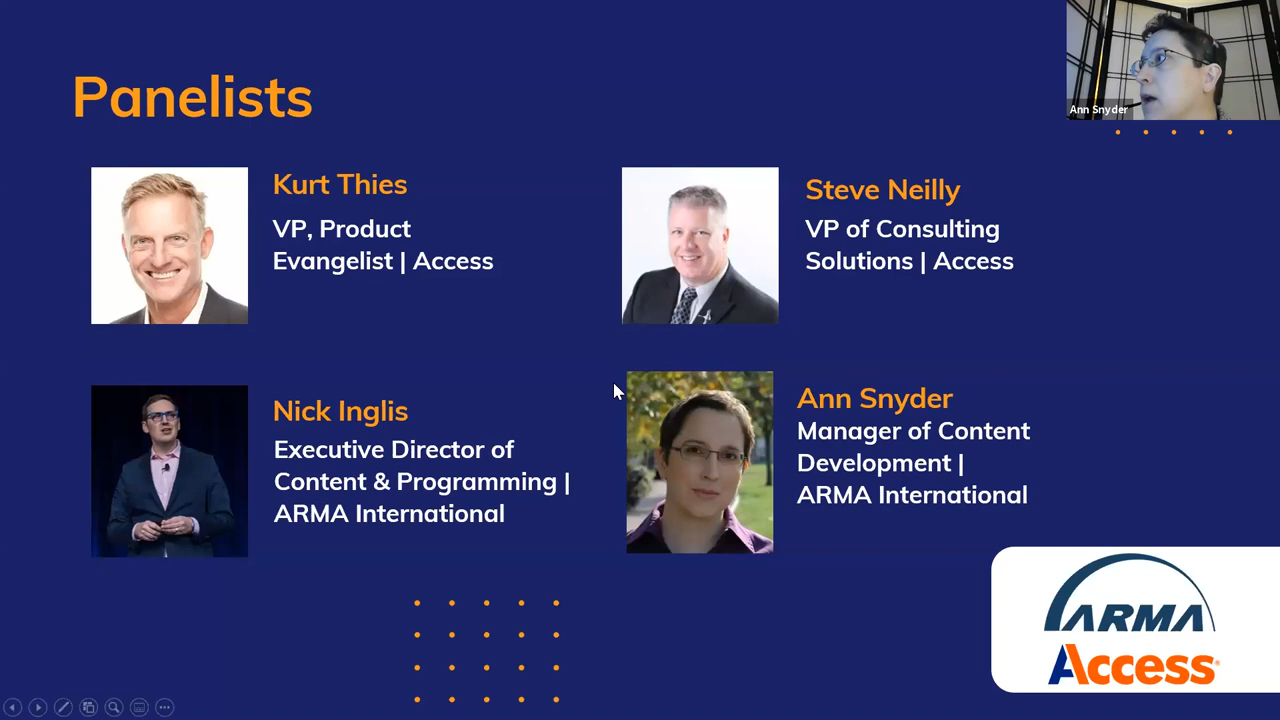 Panelists
Ann Snyder
Kurt Thies
VP, Product
Evangelist | Access
Steve Neilly
VP of Consulting
Solutions | Access
Nick Inglis
Executive Director of
Content & Programming |
ARMA International
Ann Snyder
Manager of Content
Development |
ARMA International
ARMA
Access